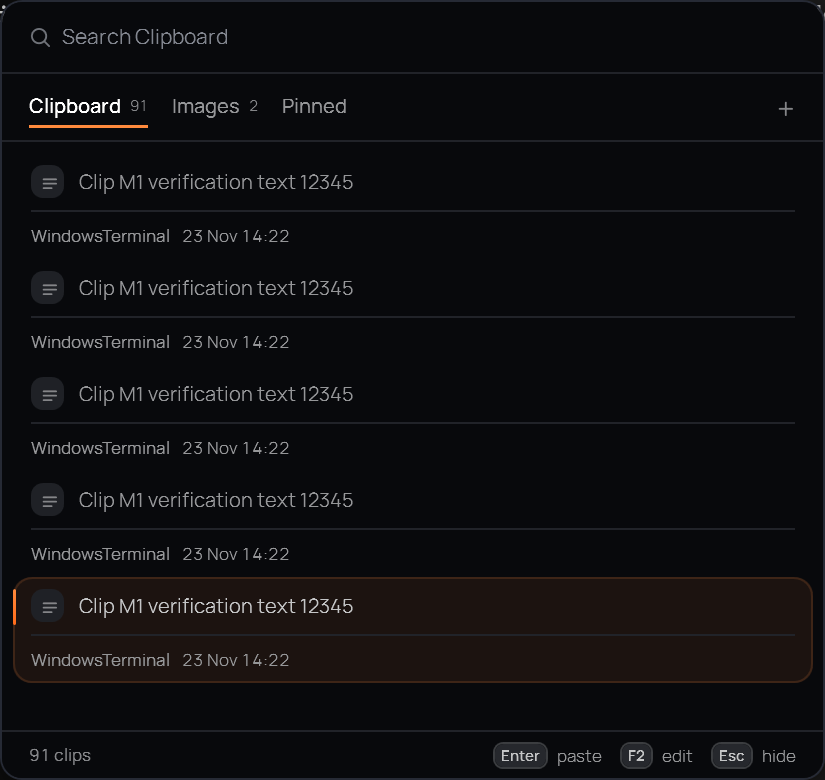 Search Clipboard
Clipboard 91 Images 2 Pinned +
Clip M1 verification text 12345
WindowsTerminal 23 Nov 14:22
Clip M1 verification text 12345
WindowsTerminal 23 Nov 14:22
Clip M1 verification text 12345
WindowsTerminal 23 Nov 14:22
Clip M1 verification text 12345
WindowsTerminal 23 Nov 14:22
Clip M1 verification text 12345
WindowsTerminal 23 Nov 14:22
91 clips Enter paste F2 edit Esc hide